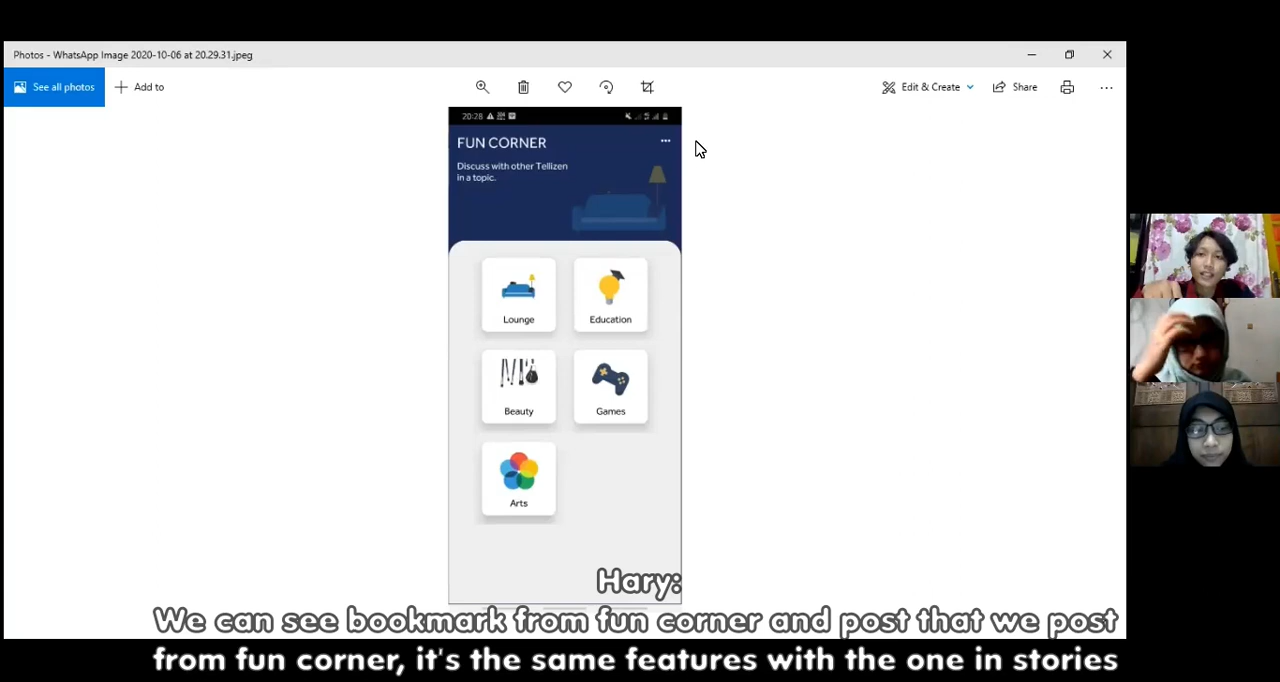 Photos - WhatsApp Image 2020-10-06 at 20.29.31.jpeg
See all photos
Add to
Edit & Create
Share
20:28
FUN CORNER
Discuss with other Tellizen
in a topic.
Lounge
Education
Beauty
Games
Arts
Hary:
We can see bookmark from fun corner and post that we post
from fun corner, it's the same features with the one in stories